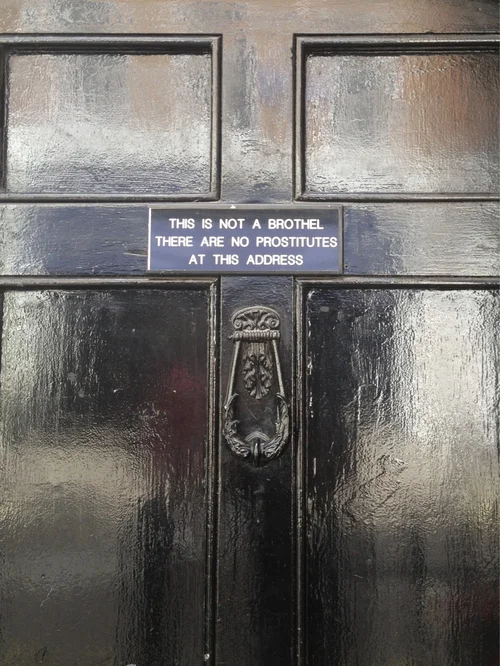 THIS IS NOT A BROTHEL
THERE ARE NO PROSTITUTES
AT THIS ADDRESS